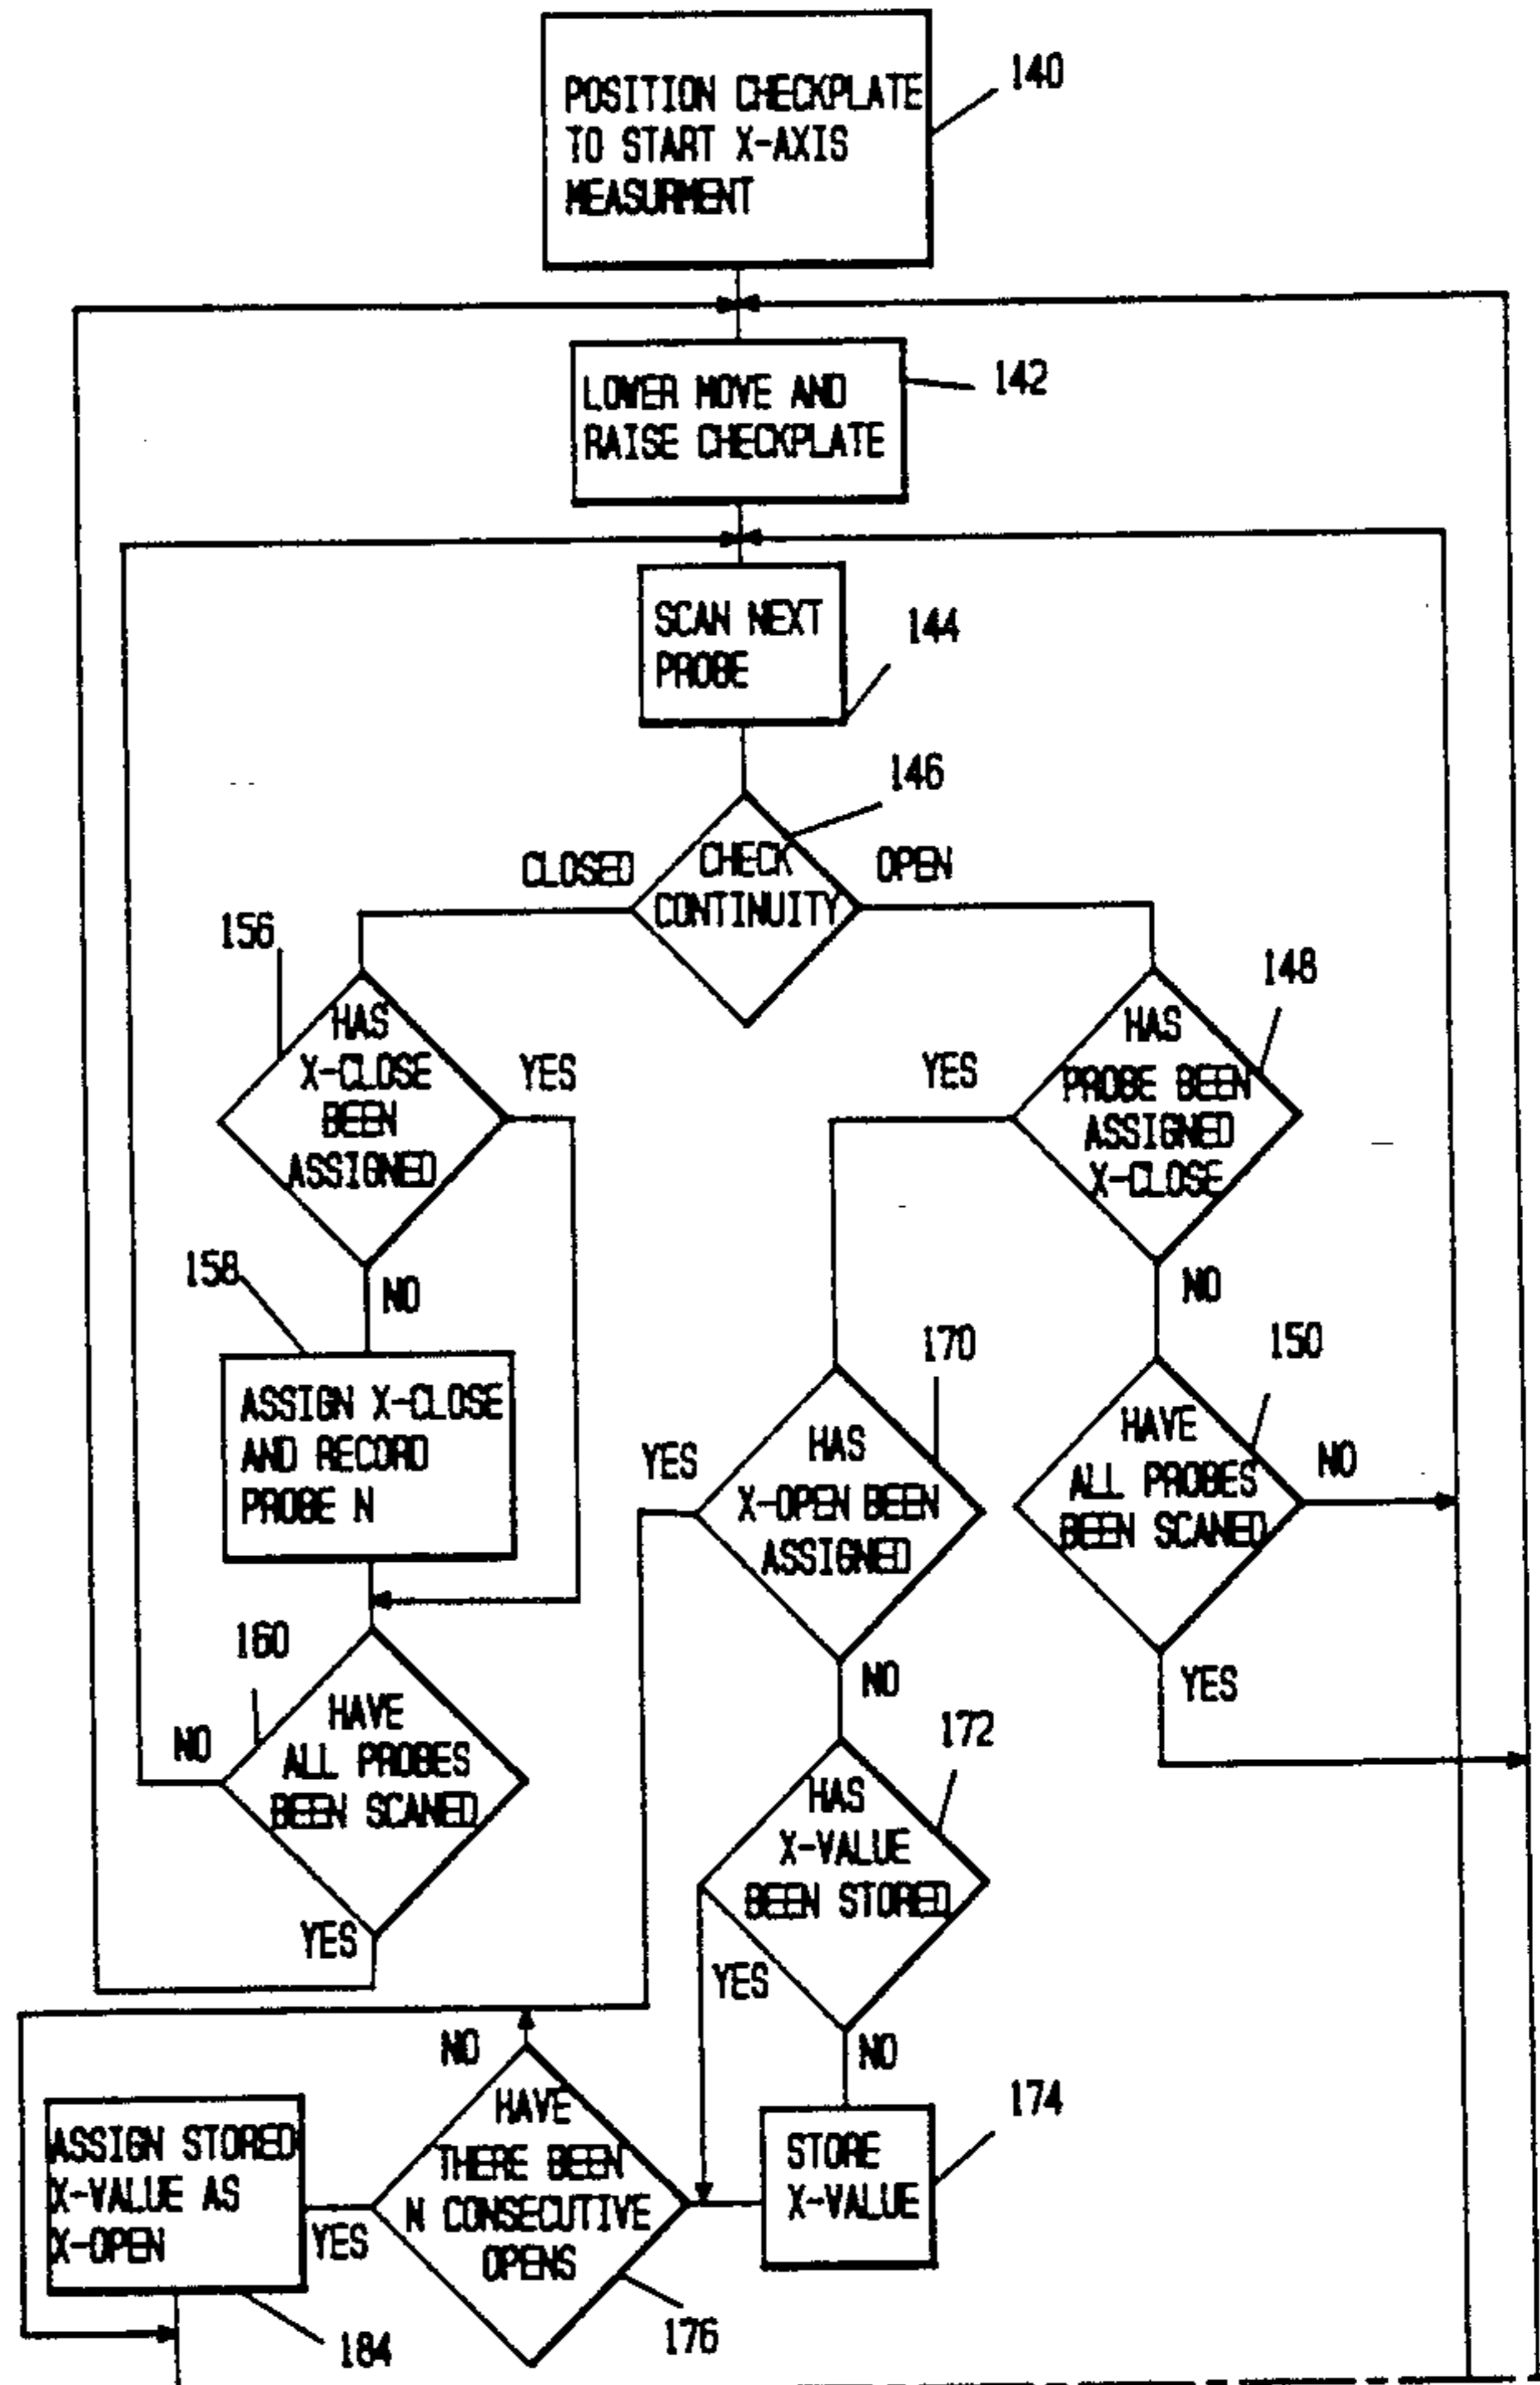 POSITION CHECKPLATE
TO START X-AXIS
MEASURMENT
140
LOWER MOVE AND
RAISE CHECKPLATE
142
SCAN NEXT
PROBE
144
146
CHECK
CONTINUITY
CLOSED
OPEN
156
HAS
X-CLOSE
BEEN
ASSIGNED
YES
NO
148
HAS
PROBE BEEN
ASSIGNED
X-CLOSE
YES
NO
158
ASSIGN X-CLOSE
AND RECORD
PROBE N
170
HAS
X-OPEN BEEN
ASSIGNED
YES
NO
150
HAVE
ALL PROBES
BEEN SCANED
NO
YES
160
HAVE
ALL PROBES
BEEN SCANED
NO
YES
172
HAS
X-VALUE
BEEN STORED
YES
NO
174
STORE
X-VALUE
NO
HAVE
THERE BEEN
N CONSECUTIVE
OPENS
YES
176
ASSIGN STORED
X-VALUE AS
X-OPEN
184